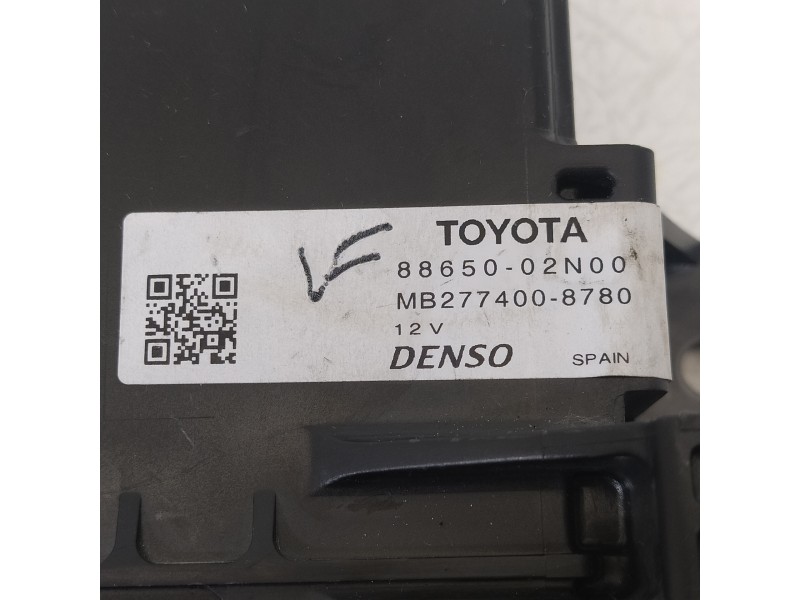 TOYOTA
88650-02N00
MB277400-8780
12V
DENSO SPAIN